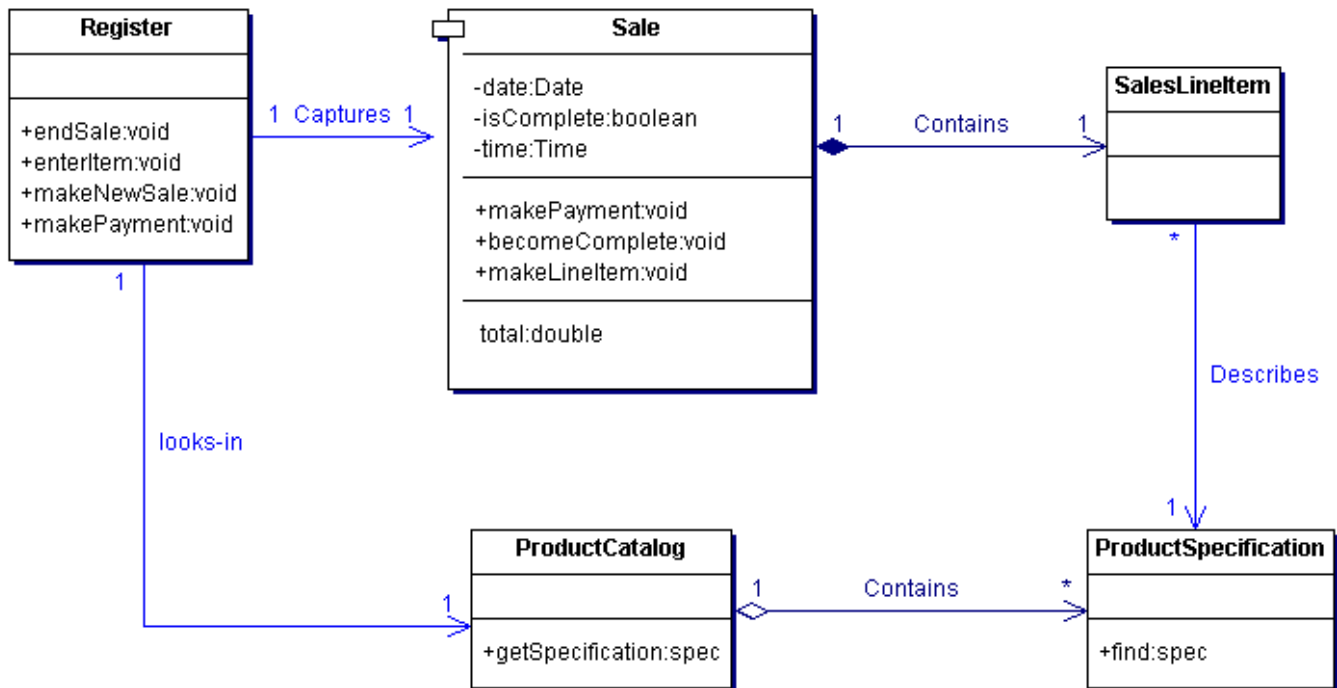 Register
+endSale:void
+enterItem:void
+makeNewSale:void
+makePayment:void
1 Captures 1
Sale
-date:Date
-isComplete:boolean
-time:Time
+makePayment:void
+becomeComplete:void
+makeLineItem:void
total:double
1 Contains 1
SalesLineItem
*
Describes
1
1
looks-in
1
ProductCatalog
+getSpecification:spec
1 Contains *
ProductSpecification
+find:spec